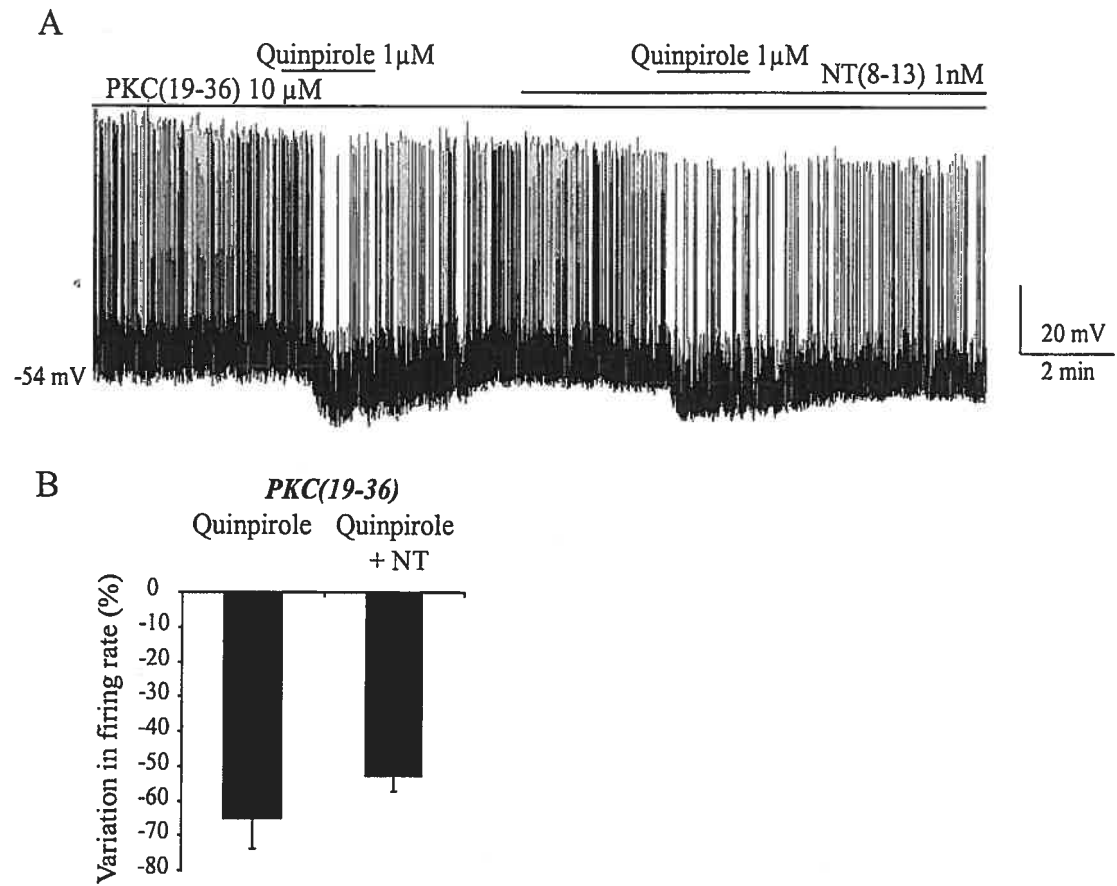 A
Quinpirole 1µM Quinpirole 1µM
PKC(19-36) 10 µM NT(8-13) 1nM
-54 mV
20 mV
2 min
B
PKC(19-36)
Quinpirole Quinpirole
+ NT
Variation in firing rate (%)
0
-10
-20
-30
-40
-50
-60
-70
-80